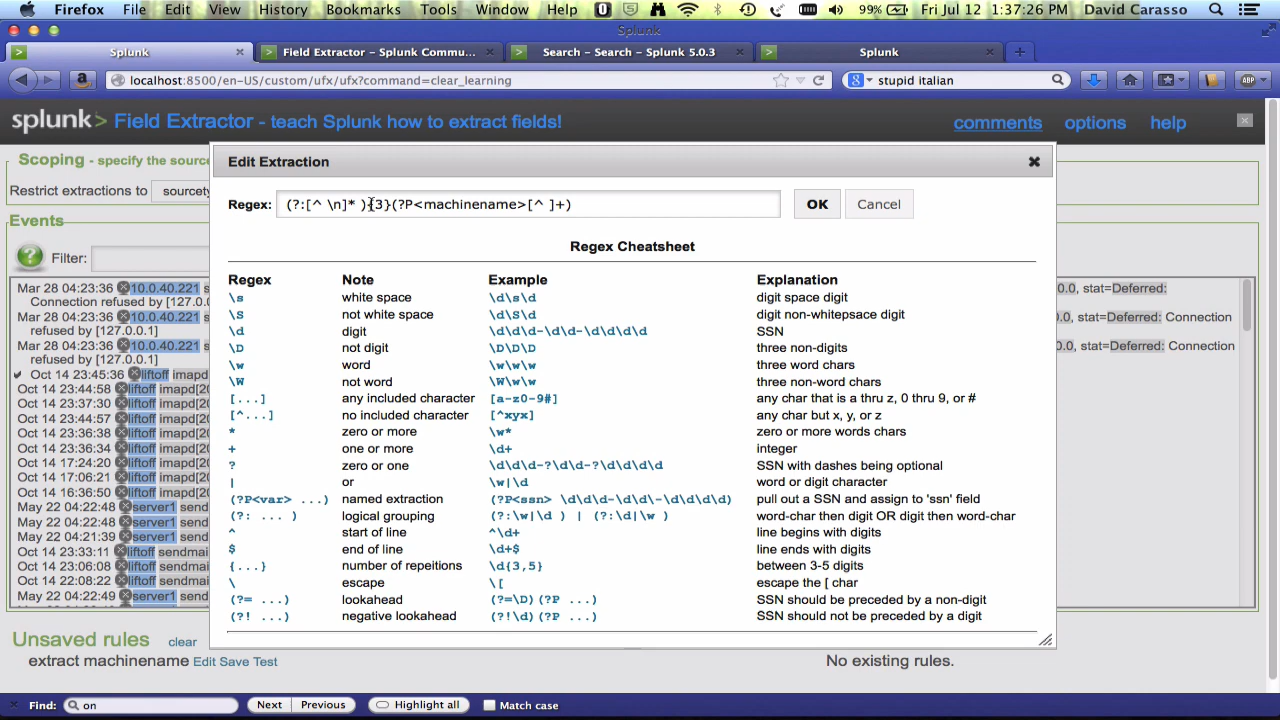 Firefox File Edit View History Bookmarks Tools Window Help 99% Fri Jul 12 1:37:26 PM David Carasso
Splunk
Splunk Field Extractor – Splunk Commu... Search – Search – Splunk 5.0.3 Splunk
localhost:8500/en-US/custom/ufx/ufx?command=clear_learning stupid italian
splunk> Field Extractor - teach Splunk how to extract fields! comments options help
Scoping - specify the source
Restrict extractions to sourcety
Events
Filter:
Mar 28 04:23:36 10.0.40.221 0.0, stat=Deferred:
Connection refused by [127.0.0.1]
Mar 28 04:23:36 10.0.40.221 0.0, stat=Deferred: Connection
refused by [127.0.0.1]
Mar 28 04:23:36 10.0.40.221 0.0, stat=Deferred: Connection
refused by [127.0.0.1]
Oct 14 23:45:36 liftoff imapd
Oct 14 23:44:58 liftoff imapd[20
Oct 14 23:37:30 liftoff imapd[20
Oct 14 23:44:57 liftoff imapd[20
Oct 14 23:36:38 liftoff imapd[20
Oct 14 23:36:34 liftoff imapd[20
Oct 14 17:24:20 liftoff imapd[20
Oct 14 17:06:16 liftoff imapd[20
Oct 14 16:36:50 liftoff imapd[20
May 22 04:22:48 server1 send
May 22 04:22:48 server1 send
May 22 04:21:39 server1 send
Oct 14 23:33:11 liftoff sendmai
Oct 14 23:06:08 liftoff sendmai
Oct 14 22:08:22 liftoff sendmai
May 22 04:22:49 server1 send
Edit Extraction
Regex: (?:[^ \n]* ){3}(?P<machinename>[^ ]+) OK Cancel
Regex Cheatsheet
Regex Note Example Explanation
\s white space \d\s\d digit space digit
\S not white space \d\S\d digit non-whitepsace digit
\d digit \d\d\d-\d\d-\d\d\d\d SSN
\D not digit \D\D\D three non-digits
\w word \w\w\w three word chars
\W not word \W\w\w three non-word chars
[...] any included character [a-z0-9#] any char that is a thru z, 0 thru 9, or #
[^...] no included character [^xyx] any char but x, y, or z
* zero or more \w* zero or more words chars
+ one or more \d+ integer
? zero or one \d\d\d-?\d\d-?\d\d\d\d SSN with dashes being optional
| or \w|\d word or digit character
(?P<var> ...) named extraction (?P<ssn> \d\d\d-\d\d\-\d\d\d\d) pull out a SSN and assign to 'ssn' field
(?: ... ) logical grouping (?:\w|\d ) | (?:\d|\w ) word-char then digit OR digit then word-char
^ start of line ^\d+ line begins with digits
$ end of line \d+$ line ends with digits
{...} number of repeitions \d{3,5} between 3-5 digits
\ escape \[ escape the [ char
(?= ...) lookahead (?=\D)(?P ...) SSN should be preceded by a non-digit
(?! ...) negative lookahead (?!\d)(?P ...) SSN should not be preceded by a digit
Unsaved rules clear
extract machinename Edit Save Test No existing rules.
Find: on Next Previous Highlight all Match case